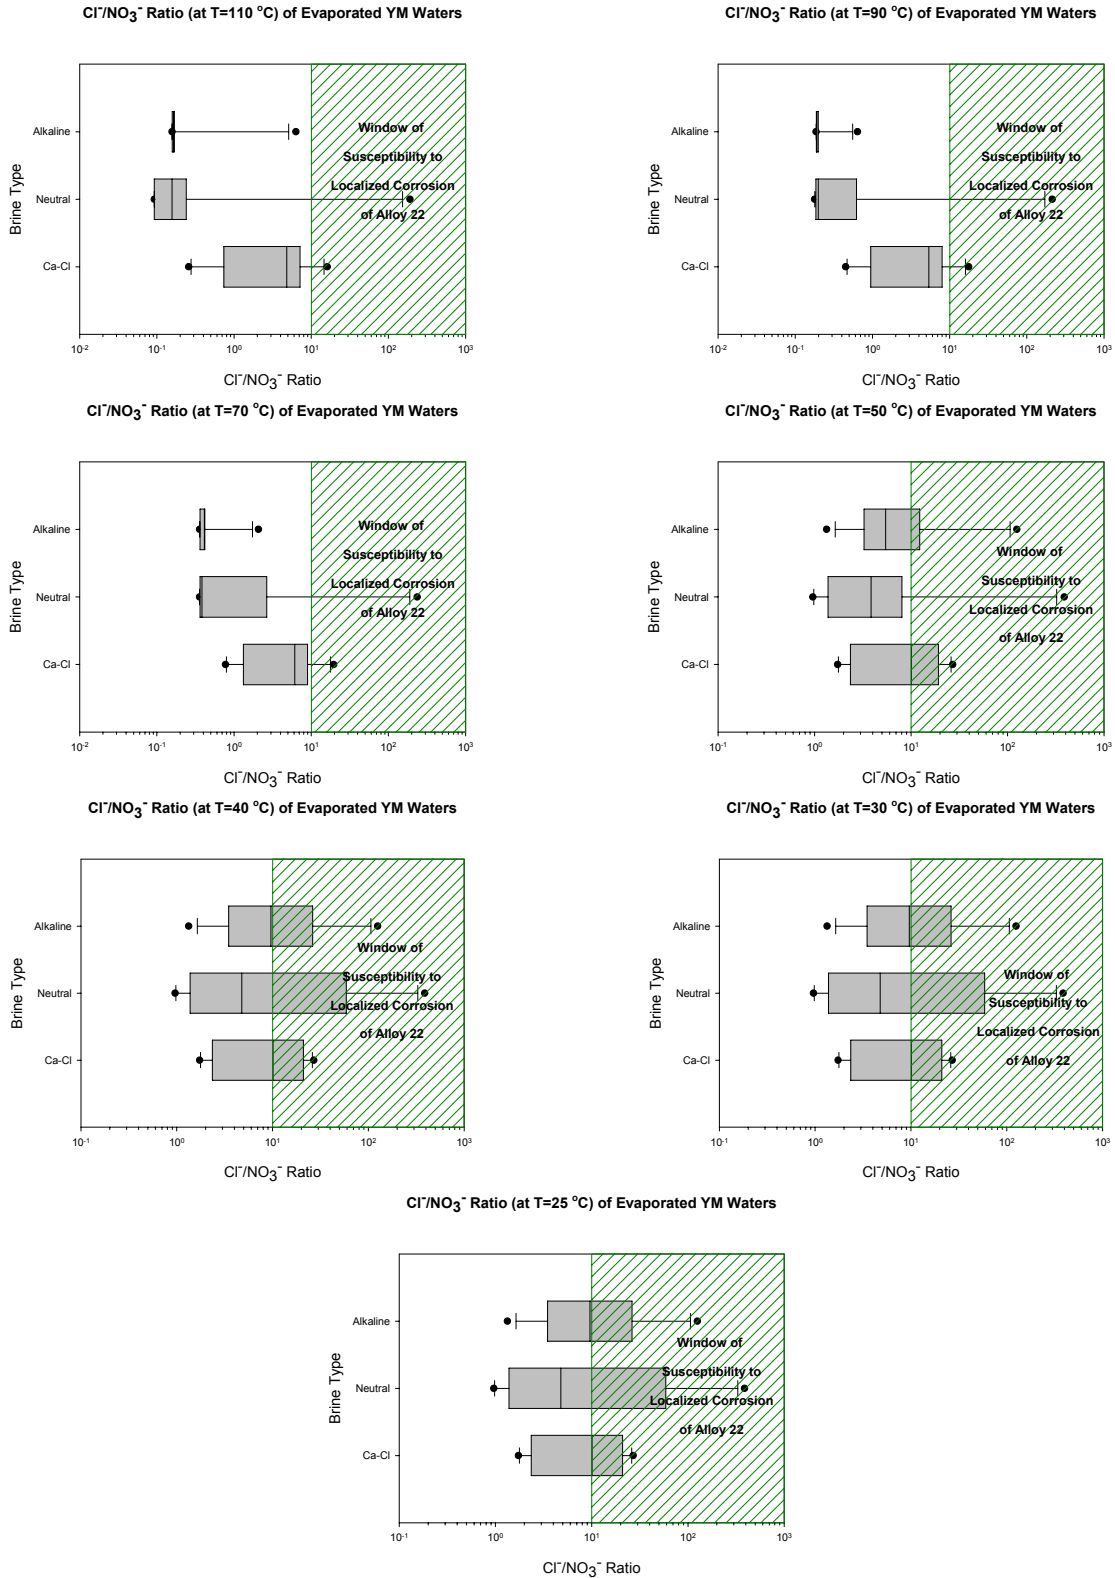 Cl⁻/NO₃⁻ Ratio (at T=110 °C) of Evaporated YM Waters
Brine Type
Alkaline
Neutral
Ca-Cl
Window of
Susceptibility to
Localized Corrosion
of Alloy 22
10⁻² 10⁻¹ 10⁰ 10¹ 10² 10³
Cl⁻/NO₃⁻ Ratio
Cl⁻/NO₃⁻ Ratio (at T=90 °C) of Evaporated YM Waters
Brine Type
Alkaline
Neutral
Ca-Cl
Window of
Susceptibility to
Localized Corrosion
of Alloy 22
10⁻² 10⁻¹ 10⁰ 10¹ 10² 10³
Cl⁻/NO₃⁻ Ratio
Cl⁻/NO₃⁻ Ratio (at T=70 °C) of Evaporated YM Waters
Brine Type
Alkaline
Neutral
Ca-Cl
Window of
Susceptibility to
Localized Corrosion
of Alloy 22
10⁻² 10⁻¹ 10⁰ 10¹ 10² 10³
Cl⁻/NO₃⁻ Ratio
Cl⁻/NO₃⁻ Ratio (at T=50 °C) of Evaporated YM Waters
Brine Type
Alkaline
Neutral
Ca-Cl
Window of
Susceptibility to
Localized Corrosion
of Alloy 22
10⁻¹ 10⁰ 10¹ 10² 10³
Cl⁻/NO₃⁻ Ratio
Cl⁻/NO₃⁻ Ratio (at T=40 °C) of Evaporated YM Waters
Brine Type
Alkaline
Neutral
Ca-Cl
Window of
Susceptibility to
Localized Corrosion
of Alloy 22
10⁻¹ 10⁰ 10¹ 10² 10³
Cl⁻/NO₃⁻ Ratio
Cl⁻/NO₃⁻ Ratio (at T=30 °C) of Evaporated YM Waters
Brine Type
Alkaline
Neutral
Ca-Cl
Window of
Susceptibility to
Localized Corrosion
of Alloy 22
10⁻¹ 10⁰ 10¹ 10² 10³
Cl⁻/NO₃⁻ Ratio
Cl⁻/NO₃⁻ Ratio (at T=25 °C) of Evaporated YM Waters
Brine Type
Alkaline
Neutral
Ca-Cl
Window of
Susceptibility to
Localized Corrosion
of Alloy 22
10⁻¹ 10⁰ 10¹ 10² 10³
Cl⁻/NO₃⁻ Ratio